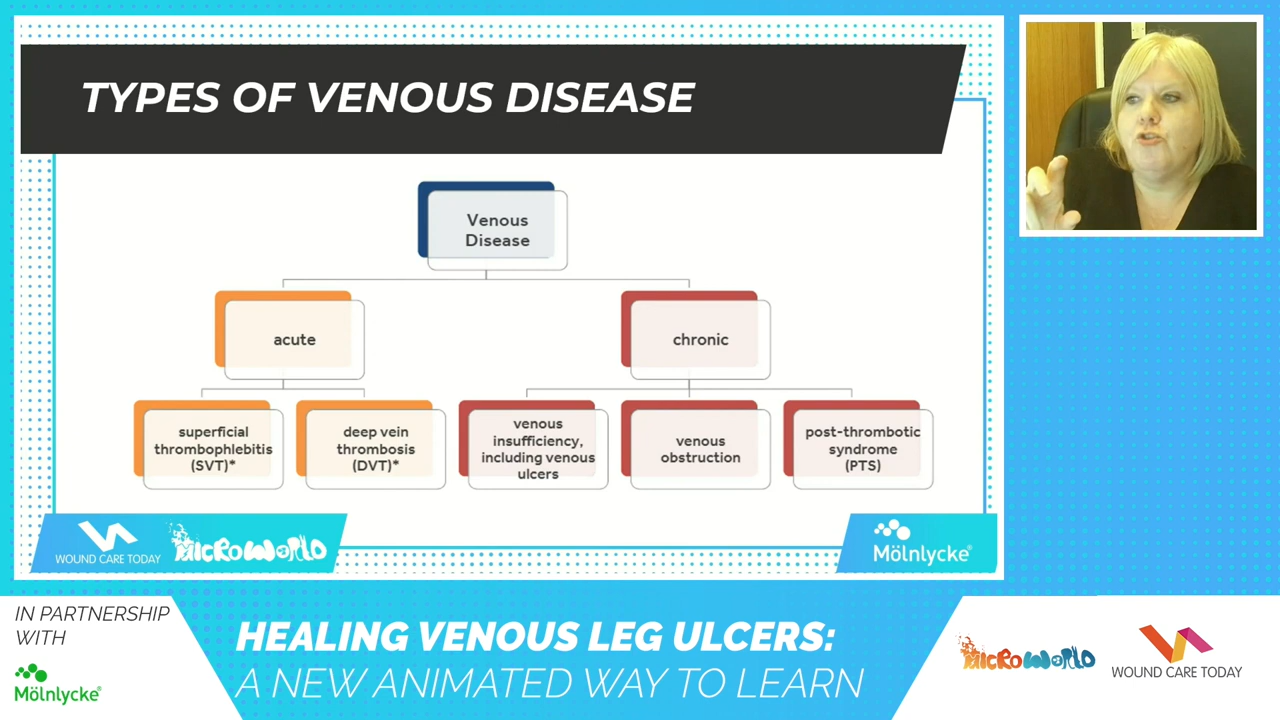 TYPES OF VENOUS DISEASE
Venous
Disease
acute
chronic
superficial
thrombophlebitis
(SVT)*
deep vein
thrombosis
(DVT)*
venous
insufficiency,
including venous
ulcers
venous
obstruction
post-thrombotic
syndrome
(PTS)
WOUND CARE TODAY
MICROWORLD
Mölnlycke®
IN PARTNERSHIP
WITH
Mölnlycke®
HEALING VENOUS LEG ULCERS:
A NEW ANIMATED WAY TO LEARN
MICROWORLD
WOUND CARE TODAY